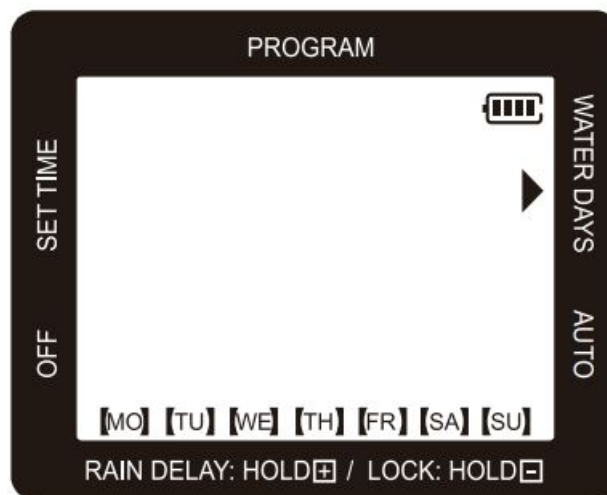 PROGRAM
SET TIME
WATER DAYS
OFF
AUTO
【MO】【TU】【WE】【TH】【FR】【SA】【SU】
RAIN DELAY: HOLD⊞ / LOCK: HOLD⊟